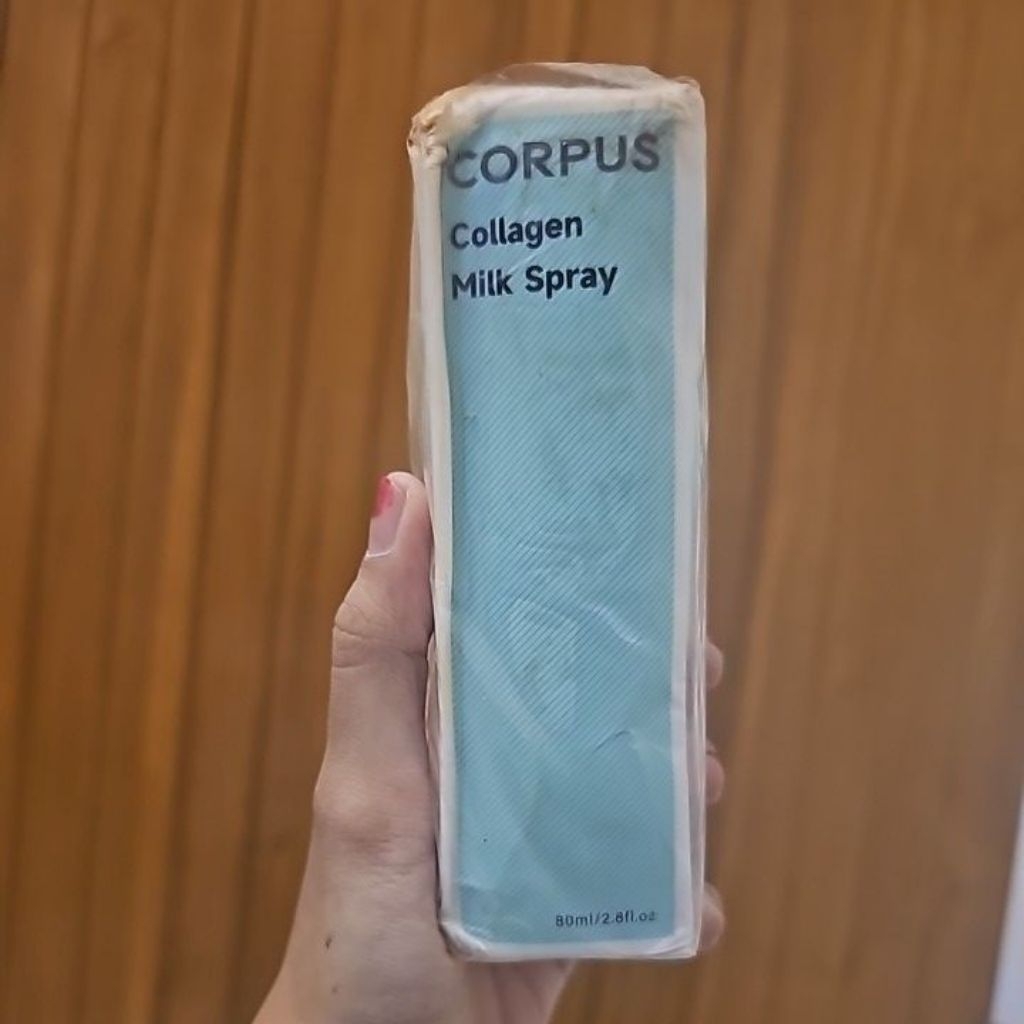 CORPUS
Collagen
Milk Spray
80ml/2.8fl.oz